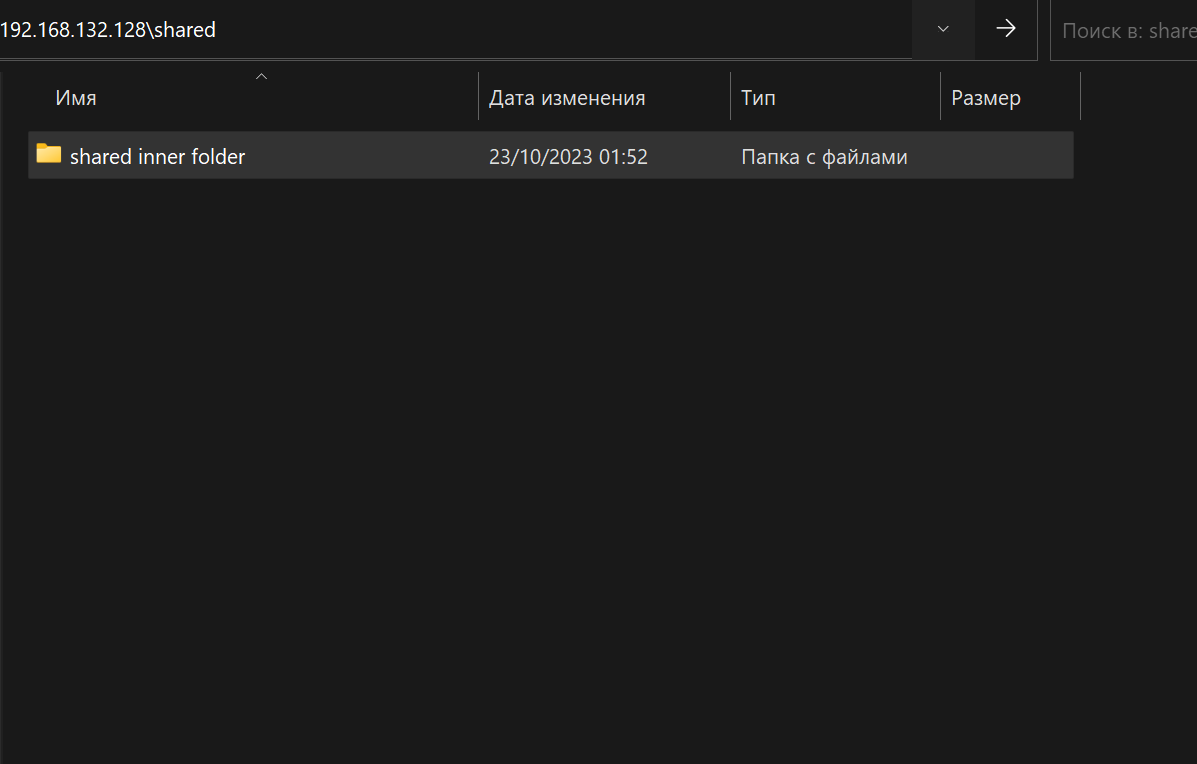 192.168.132.128\shared
Поиск в: share
Имя Дата изменения Тип Размер
shared inner folder 23/10/2023 01:52 Папка с файлами